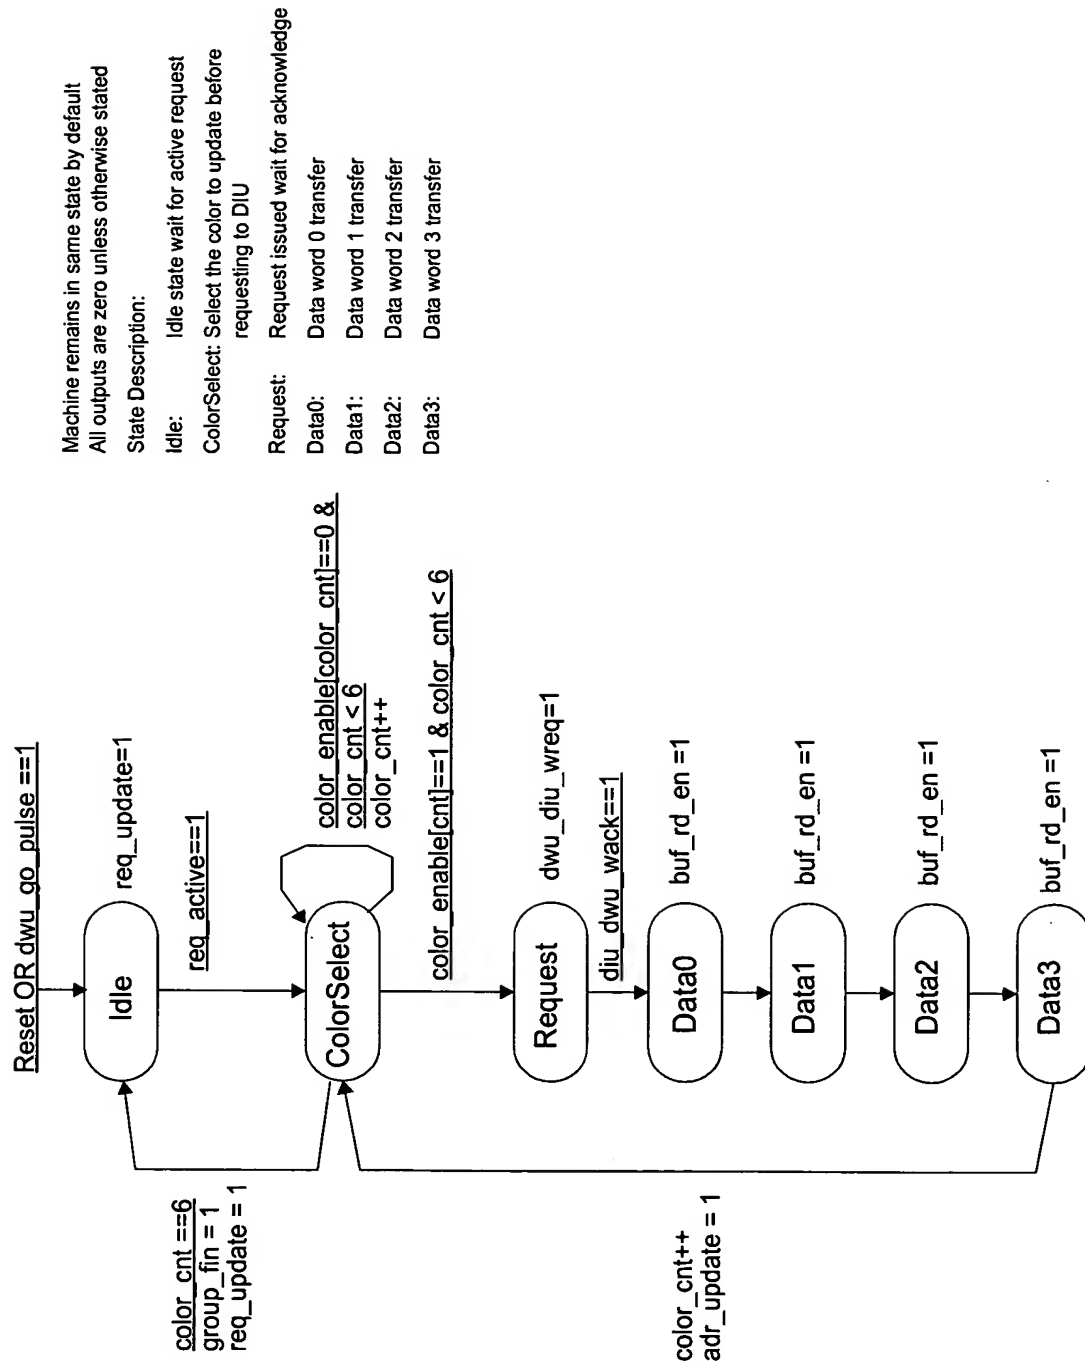 Reset OR dwu_go_pulse ==1
Idle
req_update=1
req_active==1
color_cnt ==6
group_fin = 1
req_update = 1
ColorSelect
color_enable[color_cnt]==0 &
color_cnt < 6
color_cnt++
color_enable[cnt]==1 & color_cnt < 6
Request
dwu_diu_wreq=1
diu_dwu_wack==1
Data0
buf_rd_en =1
Data1
buf_rd_en =1
Data2
buf_rd_en =1
Data3
buf_rd_en =1
color_cnt++
adr_update = 1
Machine remains in same state by default
All outputs are zero unless otherwise stated
State Description:
Idle: Idle state wait for active request
ColorSelect: Select the color to update before
requesting to DIU
Request: Request issued wait for acknowledge
Data0: Data word 0 transfer
Data1: Data word 1 transfer
Data2: Data word 2 transfer
Data3: Data word 3 transfer